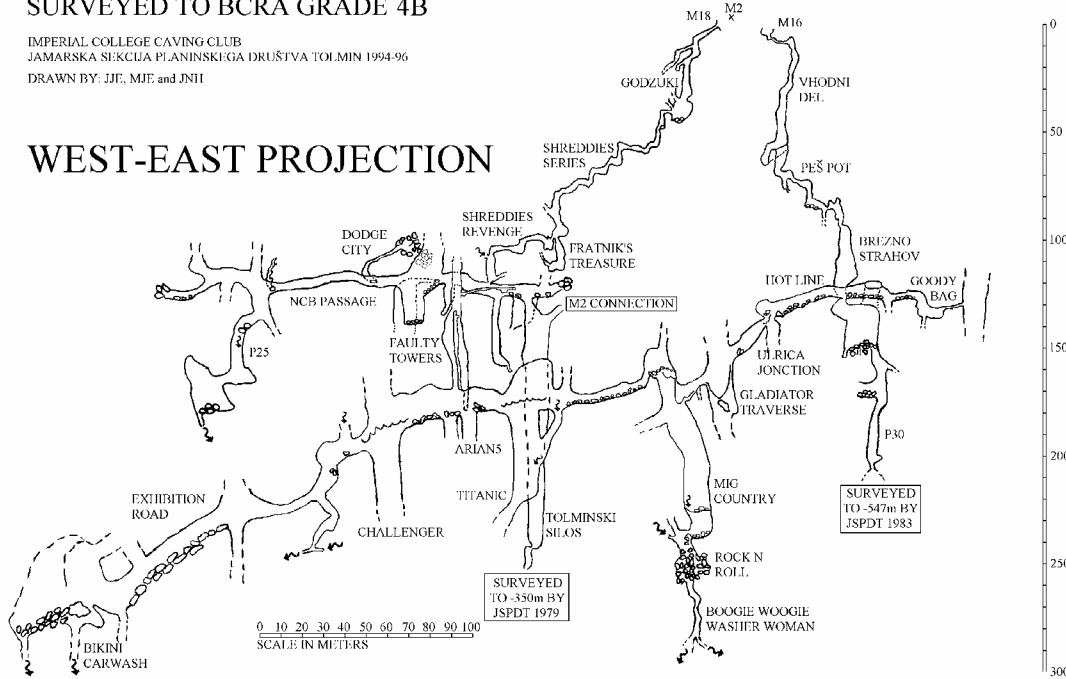 SURVEYED TO BCRA GRADE 4B
IMPERIAL COLLEGE CAVING CLUB
JAMARSKA SEKCIJA PLANINSKEGA DRUŠTVA TOLMIN 1994-96
DRAWN BY: JJE, MJE and JNH
WEST-EAST PROJECTION
M18
M2
M16
0
GODZUKI
VHODNI
DEL
50
SHREDDIES
SERIES
PEŠ POT
SHREDDIES
REVENGE
DODGE
CITY
FRATNIK'S
TREASURE
BREZNO
STRAHOV
100
HOT LINE
GOODY
BAG
NCB PASSAGE
M2 CONNECTION
FAULTY
TOWERS
P25
ULRICA
JONCTION
150
GLADIATOR
TRAVERSE
P30
ARIAN5
200
EXHIBITION
ROAD
TITANIC
MIG
COUNTRY
SURVEYED
TO -547m BY
JSPDT 1983
CHALLENGER
TOLMINSKI
SILOS
ROCK N
ROLL
250
SURVEYED
TO -350m BY
JSPDT 1979
BOOGIE WOOGIE
WASHER WOMAN
0 10 20 30 40 50 60 70 80 90 100
SCALE IN METERS
BIKINI
CARWASH
300